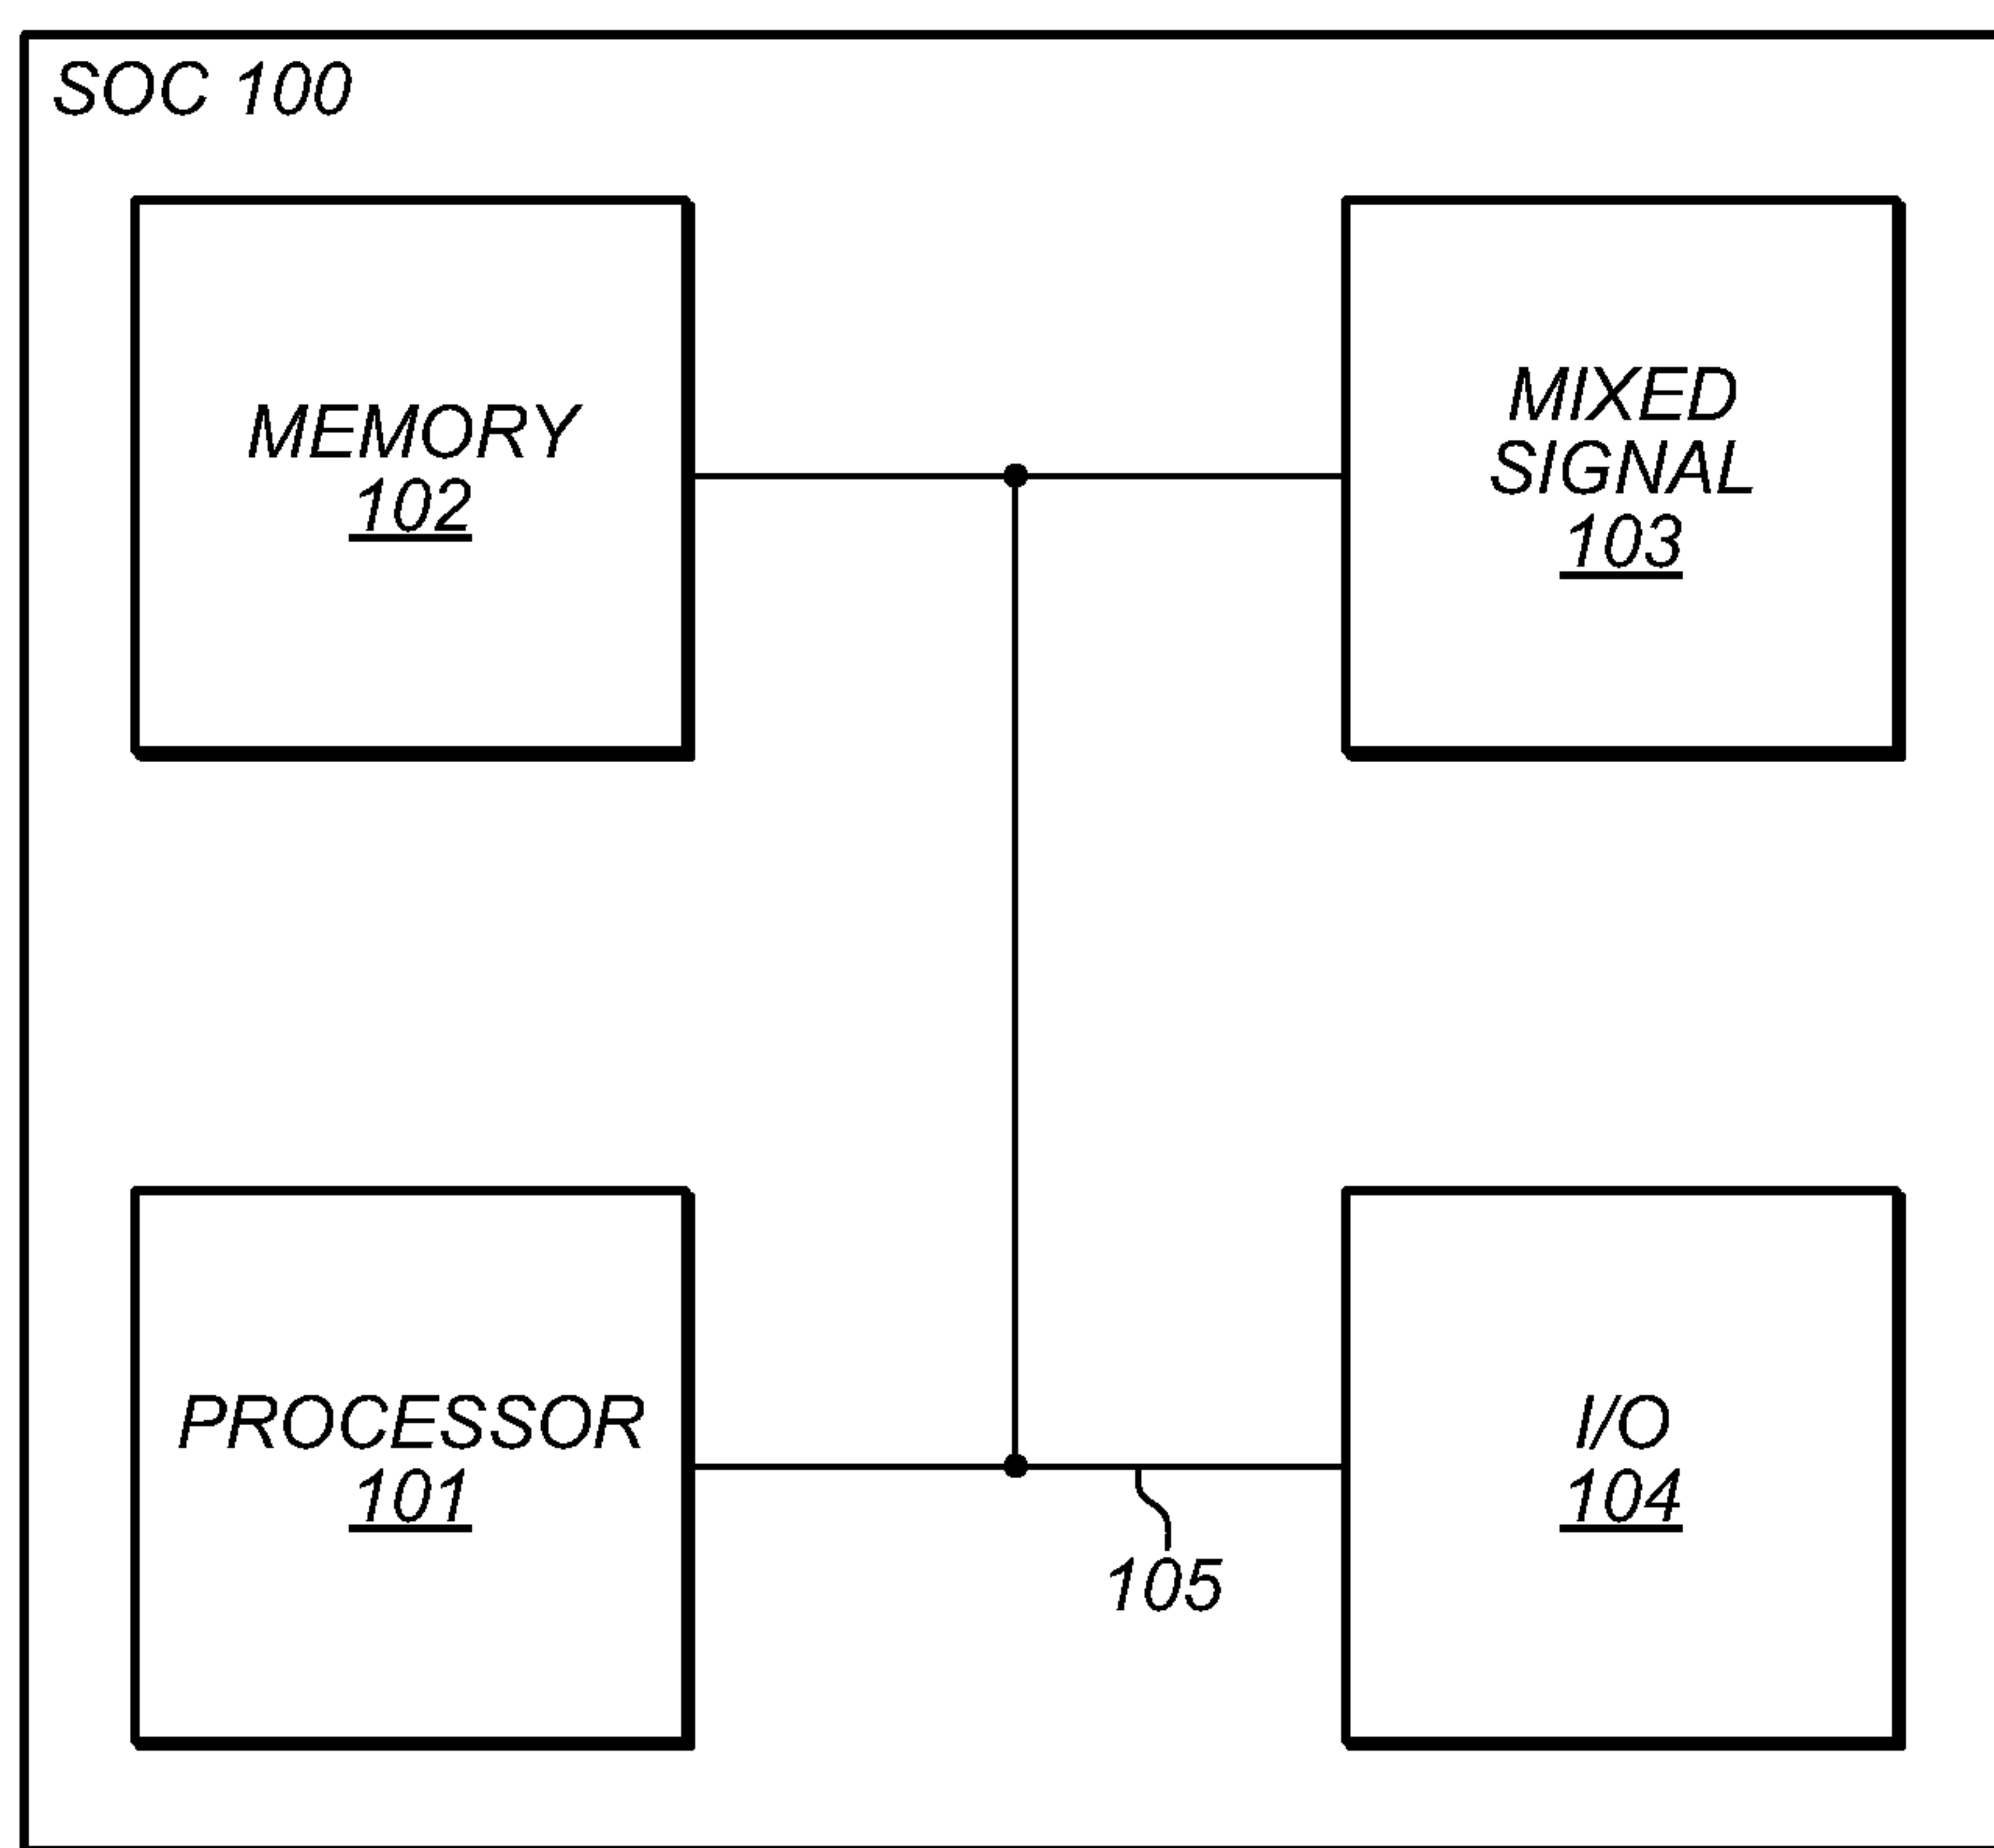 SOC 100
MEMORY
102
MIXED
SIGNAL
103
PROCESSOR
101
I/O
104
105